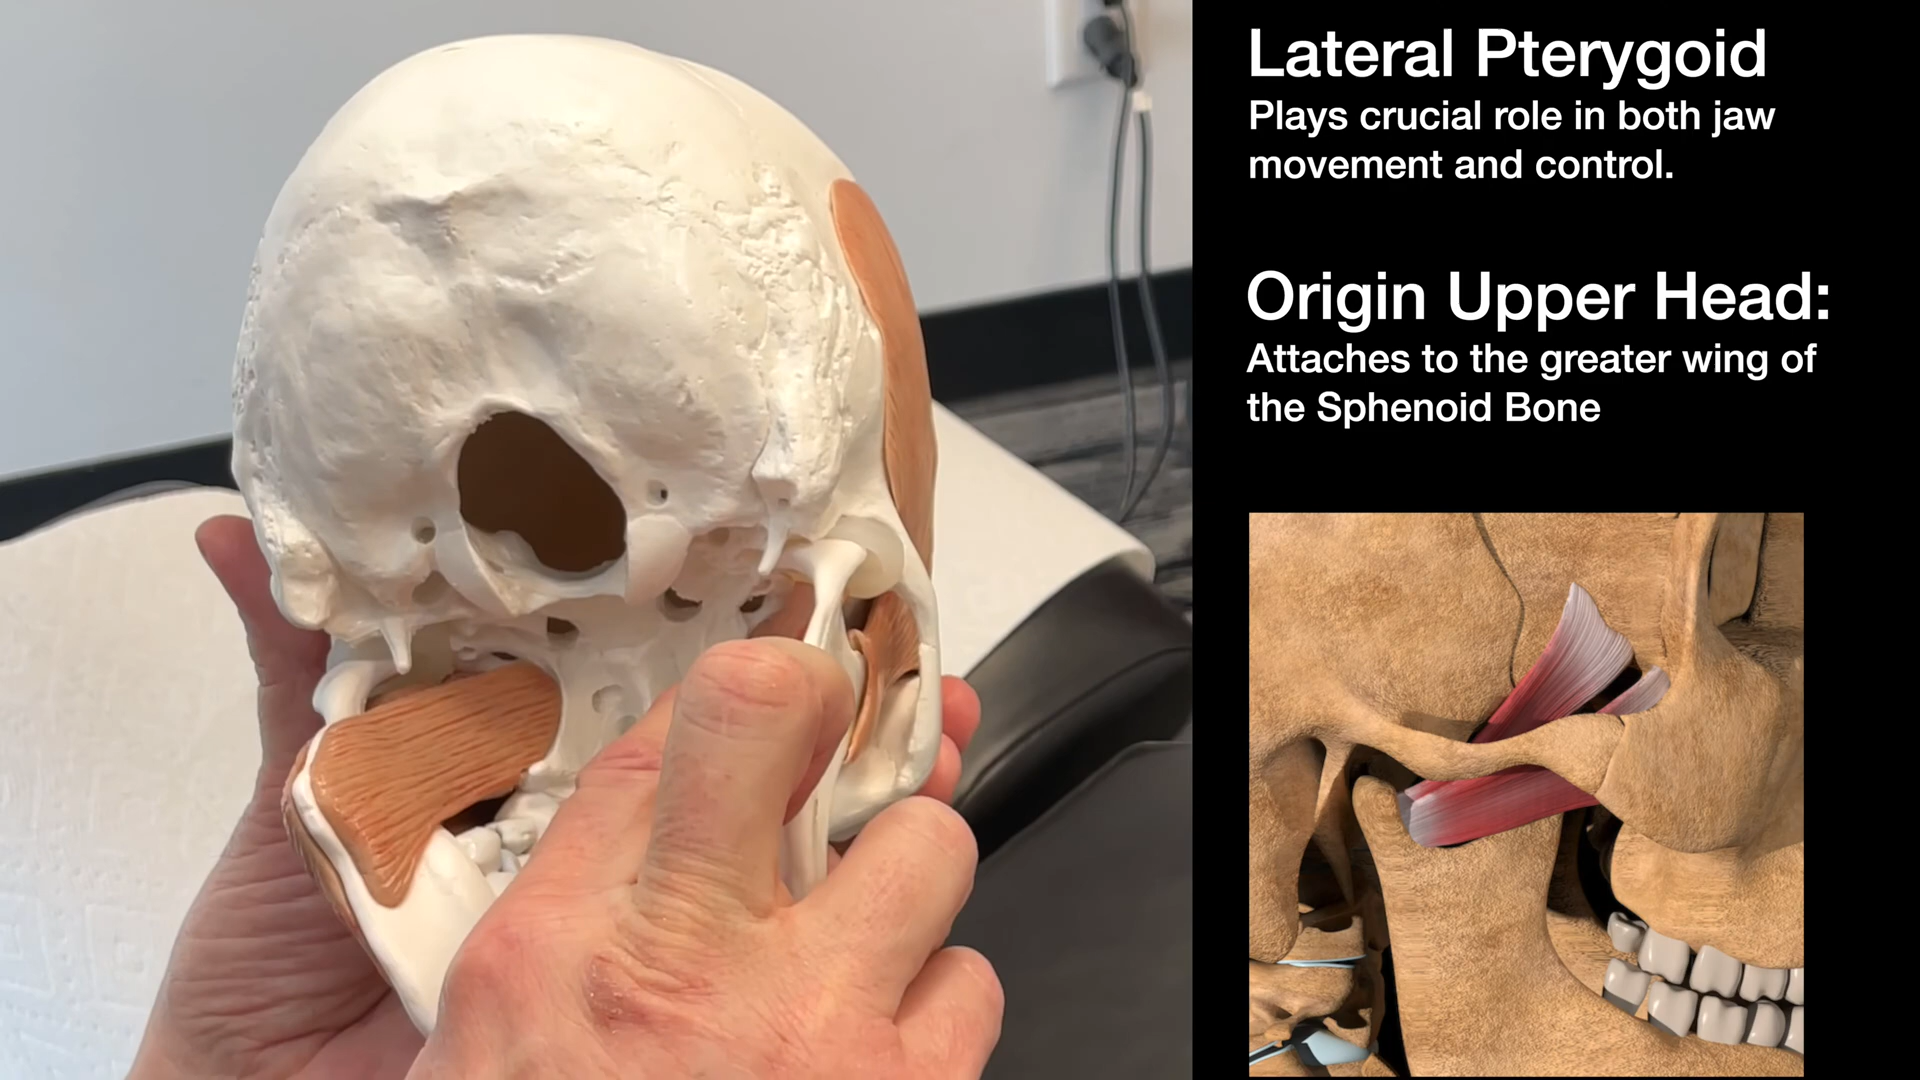 Lateral Pterygoid
Plays crucial role in both jaw
movement and control.
Origin Upper Head:
Attaches to the greater wing of
the Sphenoid Bone